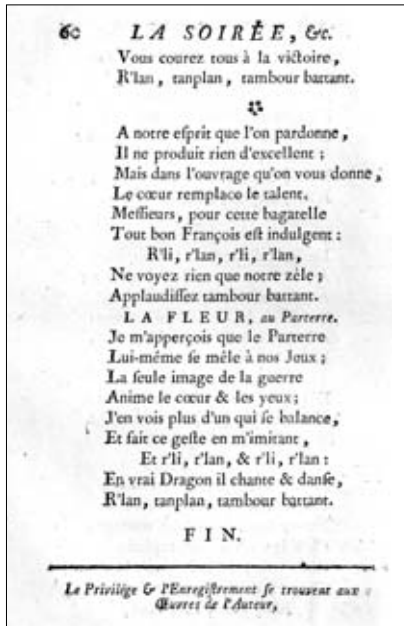 60 LA SOIRÉE, &c.
Vous courez tous à la victoire,
R'lan, tanplan, tambour battant.
A notre eſprit que l'on pardonne,
Il ne produit rien d'excellent;
Mais dans l'ouvrage qu'on vous donne,
Le cœur remplace le talent.
Meſſieurs, pour cette bagatelle
Tout bon François eſt indulgent:
R'li, r'lan, r'li, r'lan,
Ne voyez rien que notre zèle;
Applaudiſſez tambour battant.
LA FLEUR, au Parterre.
Je m'apperçois que le Parterre
Lui-même ſe mêle à nos Jeux;
La ſeule image de la guerre
Anime le cœur & les yeux;
J'en vois plus d'un qui ſe balance,
Et fait ce geſte en m'imitant,
Et r'li, r'lan, & r'li, r'lan:
En vrai Dragon il chante & danſe,
R'lan, tanplan, tambour battant.
FIN.
Le Privilége & l'Enregiſtrement ſe trouvent aux
Œuvres de l'Auteur,